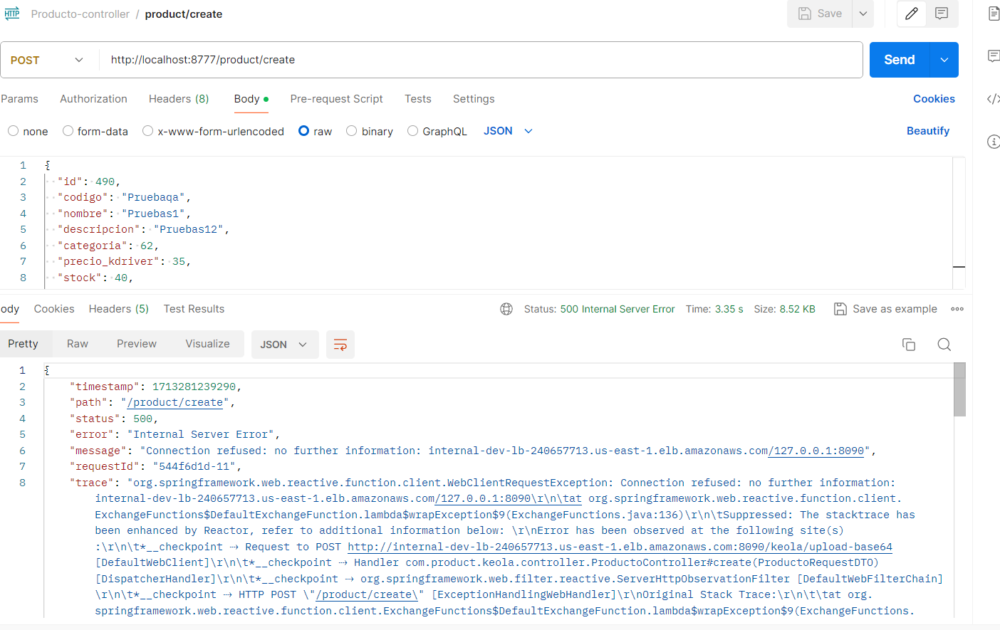 HTTP Producto-controller / product/create Save
POST http://localhost:8777/product/create Send
Params Authorization Headers (8) Body Pre-request Script Tests Settings Cookies
none form-data x-www-form-urlencoded raw binary GraphQL JSON Beautify
1 {
2 "id": 490,
3 "codigo": "Pruebaqa",
4 "nombre": "Pruebas1",
5 "descripcion": "Pruebas12",
6 "categoria": 62,
7 "precio_kdriver": 35,
8 "stock": 40,
ody Cookies Headers (5) Test Results Status: 500 Internal Server Error Time: 3.35 s Size: 8.52 KB Save as example
Pretty Raw Preview Visualize JSON
1 {
2 "timestamp": 1713281239290,
3 "path": "/product/create",
4 "status": 500,
5 "error": "Internal Server Error",
6 "message": "Connection refused: no further information: internal-dev-lb-240657713.us-east-1.elb.amazonaws.com/127.0.0.1:8090",
7 "requestId": "544f6d1d-11",
8 "trace": "org.springframework.web.reactive.function.client.WebClientRequestException: Connection refused: no further information:
internal-dev-lb-240657713.us-east-1.elb.amazonaws.com/127.0.0.1:8090\r\n\tat org.springframework.web.reactive.function.client.
ExchangeFunctions$DefaultExchangeFunction.lambda$wrapException$9(ExchangeFunctions.java:136)\r\n\tSuppressed: The stacktrace has
been enhanced by Reactor, refer to additional information below: \r\nError has been observed at the following site(s)
:\r\n\t*__checkpoint ⇢ Request to POST http://internal-dev-lb-240657713.us-east-1.elb.amazonaws.com:8090/keola/upload-base64
[DefaultWebClient]\r\n\t*__checkpoint ⇢ Handler com.product.keola.controller.ProductoController#create(ProductoRequestDTO)
[DispatcherHandler]\r\n\t*__checkpoint ⇢ org.springframework.web.filter.reactive.ServerHttpObservationFilter [DefaultWebFilterChain]
\r\n\t*__checkpoint ⇢ HTTP POST \"/product/create\" [ExceptionHandlingWebHandler]\r\nOriginal Stack Trace:\r\n\t\tat org.
springframework.web.reactive.function.client.ExchangeFunctions$DefaultExchangeFunction.lambda$wrapException$9(ExchangeFunctions.